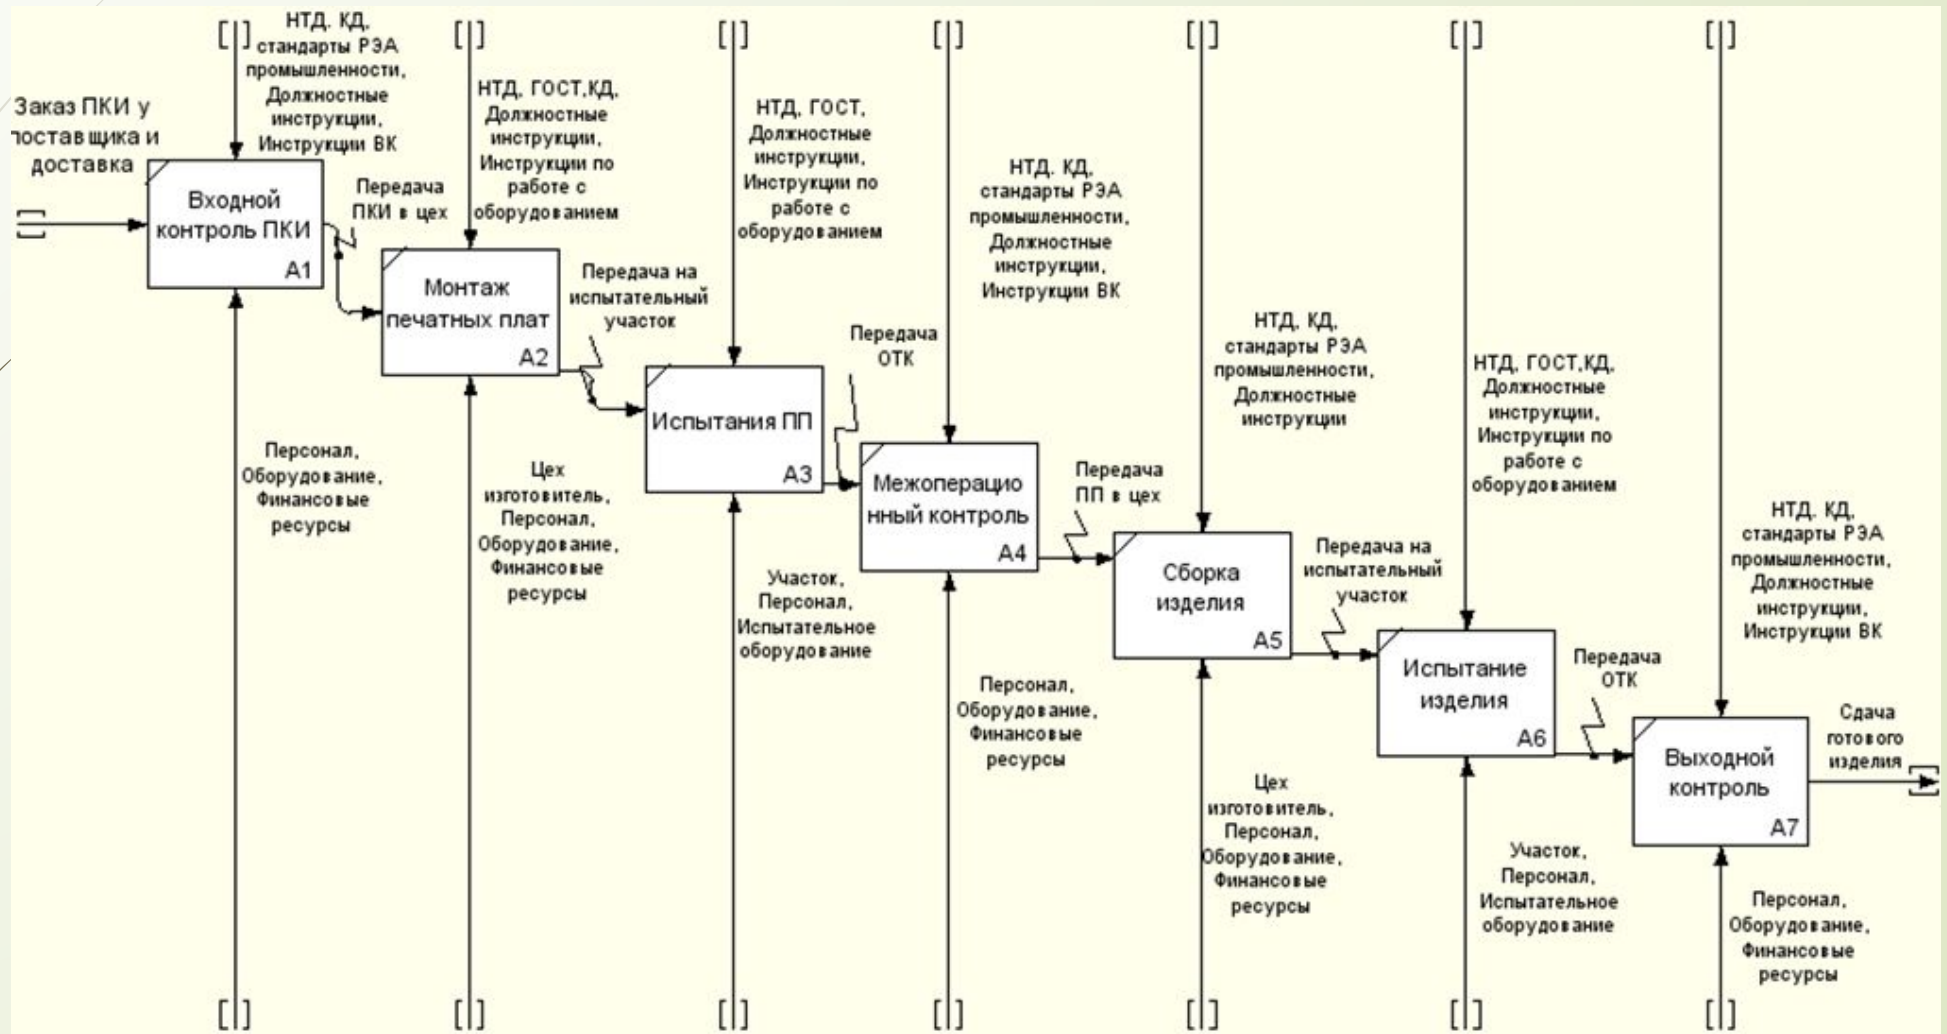 НТД. КД,
стандарты РЭА
промышленности,
Должностные
инструкции,
Инструкции ВК
Заказ ПКИ у
поставщика и
доставка
Входной
контроль ПКИ
А1
Передача
ПКИ в цех
Персонал,
Оборудование,
Финансовые
ресурсы
НТД, ГОСТ,КД,
Должностные
инструкции,
Инструкции по
работе с
оборудованием
Монтаж
печатных плат
А2
Передача на
испытательный
участок
Цех
изготовитель,
Персонал,
Оборудование,
Финансовые
ресурсы
НТД, ГОСТ,
Должностные
инструкции,
Инструкции по
работе с
оборудованием
Испытания ПП
А3
Передача
ОТК
Участок,
Персонал,
Испытательное
оборудование
НТД. КД,
стандарты РЭА
промышленности,
Должностные
инструкции,
Инструкции ВК
Межоперацио
нный контроль
А4
Передача
ПП в цех
Персонал,
Оборудование,
Финансовые
ресурсы
НТД, КД,
стандарты РЭА
промышленности,
Должностные
инструкции
Сборка
изделия
А5
Передача на
испытательный
участок
Цех
изготовитель,
Персонал,
Оборудование,
Финансовые
ресурсы
НТД, ГОСТ,КД,
Должностные
инструкции,
Инструкции по
работе с
оборудованием
Испытание
изделия
А6
Передача
ОТК
Участок,
Персонал,
Испытательное
оборудование
НТД. КД,
стандарты РЭА
промышленности,
Должностные
инструкции,
Инструкции ВК
Выходной
контроль
А7
Сдача
готового
изделия
Персонал,
Оборудование,
Финансовые
ресурсы